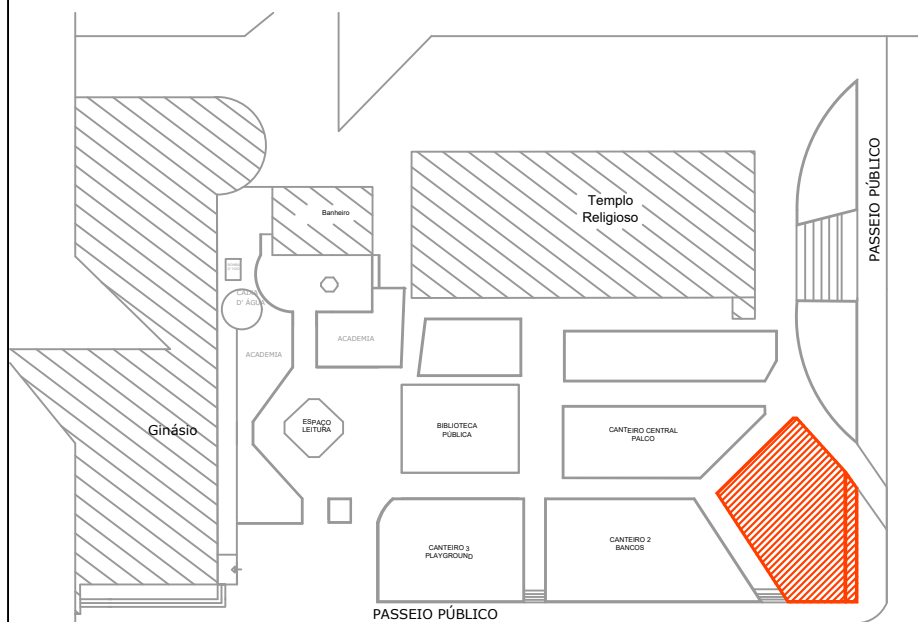 Templo
Religioso
PASSEIO PÚBLICO
Banheiro
CAIXA
D' ÁGUA
ACADEMIA
ACADEMIA
Ginásio
ESPAÇO
LEITURA
BIBLIOTECA
PÚBLICA
CANTEIRO CENTRAL
PALCO
CANTEIRO 3
PLAYGROUND
CANTEIRO 2
BANCOS
PASSEIO PÚBLICO